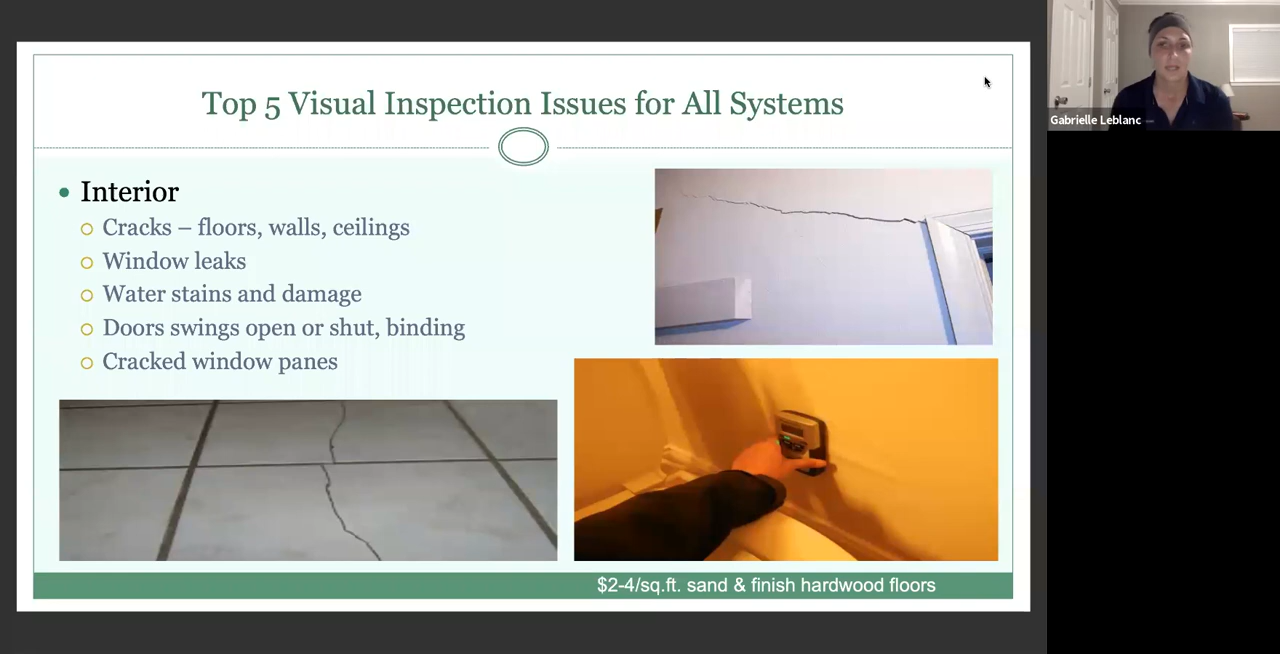 Top 5 Visual Inspection Issues for All Systems
Interior
Cracks – floors, walls, ceilings
Window leaks
Water stains and damage
Doors swings open or shut, binding
Cracked window panes
$2-4/sq.ft. sand & finish hardwood floors
Gabrielle Leblanc